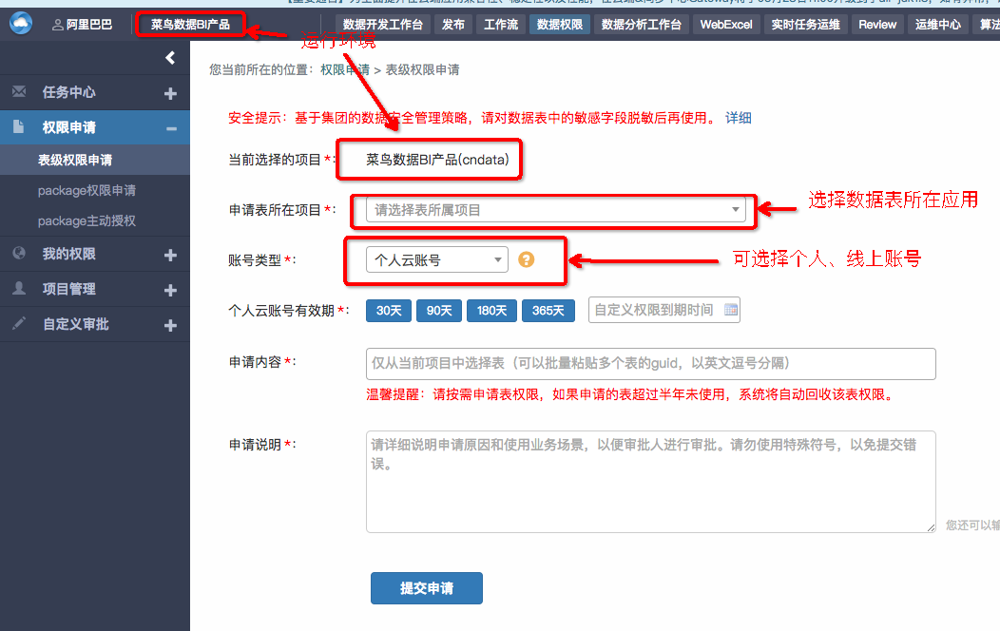 阿里巴巴
菜鸟数据BI产品
数据开发工作台
发布
工作流
数据权限
数据分析工作台
WebExcel
实时任务运维
Review
运维中心
算法
运行环境
您当前所在的位置：权限申请 > 表级权限申请
任务中心
权限申请
表级权限申请
package权限申请
package主动授权
我的权限
项目管理
自定义审批
安全提示：基于集团的数据安全管理策略，请对数据表中的敏感字段脱敏后再使用。 详细
当前选择的项目*： 菜鸟数据BI产品(cndata)
申请表所在项目*： 请选择表所属项目
选择数据表所在应用
账号类型*： 个人云账号 ?
可选择个人、线上账号
个人云账号有效期*： 30天 90天 180天 365天 自定义权限到期时间
申请内容*： 仅从当前项目中选择表（可以批量粘贴多个表的guid，以英文逗号分隔）
温馨提醒：请按需申请表权限，如果申请的表超过半年未使用，系统将自动回收该表权限。
申请说明*： 请详细说明申请原因和使用业务场景，以便审批人进行审批。请勿使用特殊符号，以免提交错
误。
您还可以输
提交申请